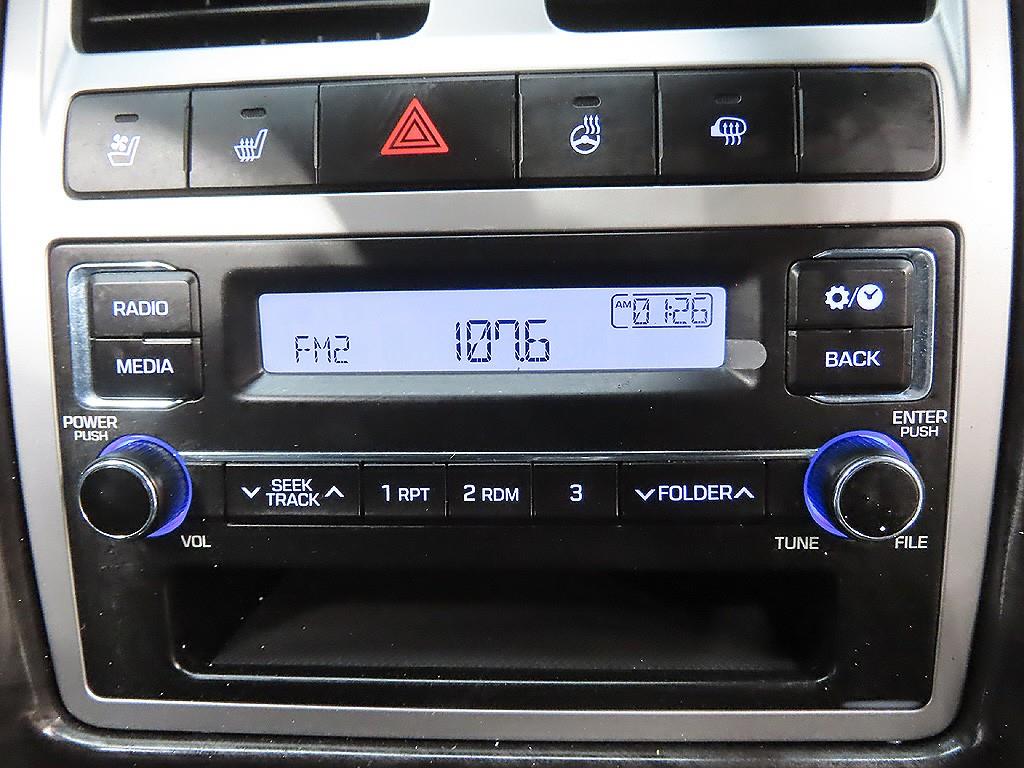 RADIO
MEDIA
AM 01:26
FM2 107.6
BACK
POWER
PUSH
ENTER
PUSH
SEEK
TRACK
1 RPT
2 RDM
3
FOLDER
VOL
TUNE
FILE